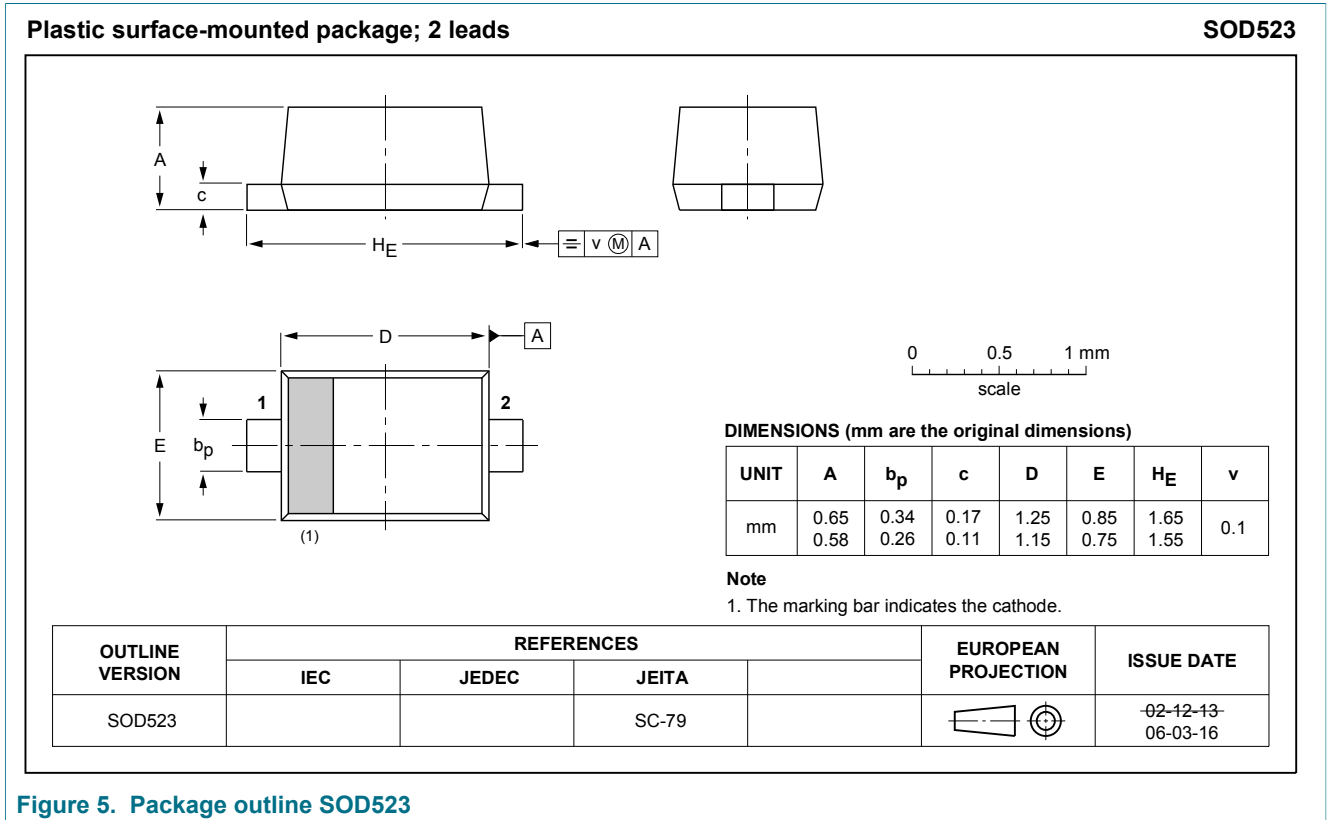 Plastic surface-mounted package; 2 leads SOD523
A
c
HE
v M A
D
A
E
bp
1
2
(1)
0 0.5 1 mm
scale
DIMENSIONS (mm are the original dimensions)
UNIT A bp c D E HE v
mm 0.65 0.58 0.34 0.26 0.17 0.11 1.25 1.15 0.85 0.75 1.65 1.55 0.1
Note
1. The marking bar indicates the cathode.
OUTLINE VERSION REFERENCES EUROPEAN PROJECTION ISSUE DATE
IEC JEDEC JEITA
SOD523 SC-79 02-12-13
06-03-16
Figure 5. Package outline SOD523